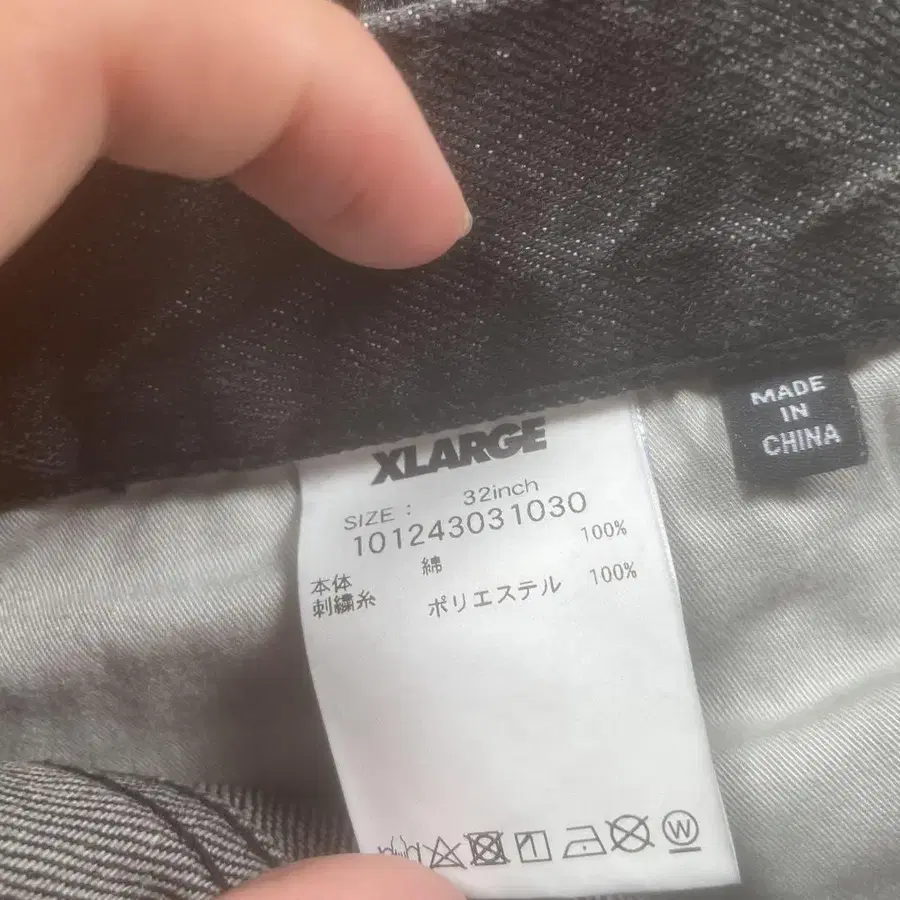 XLARGE
SIZE : 32inch
101243031030
本体 綿 100%
刺繍糸 ポリエステル 100%
W
MADE
IN
CHINA